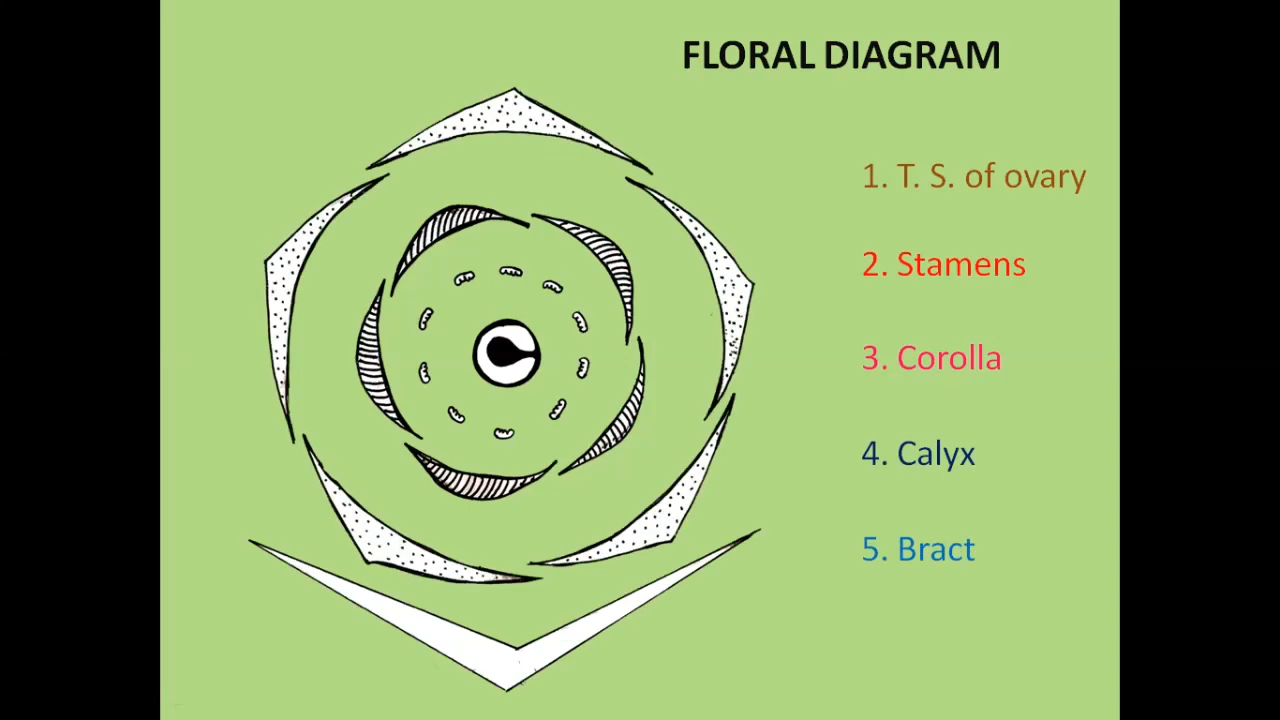 FLORAL DIAGRAM
1. T. S. of ovary
2. Stamens
3. Corolla
4. Calyx
5. Bract